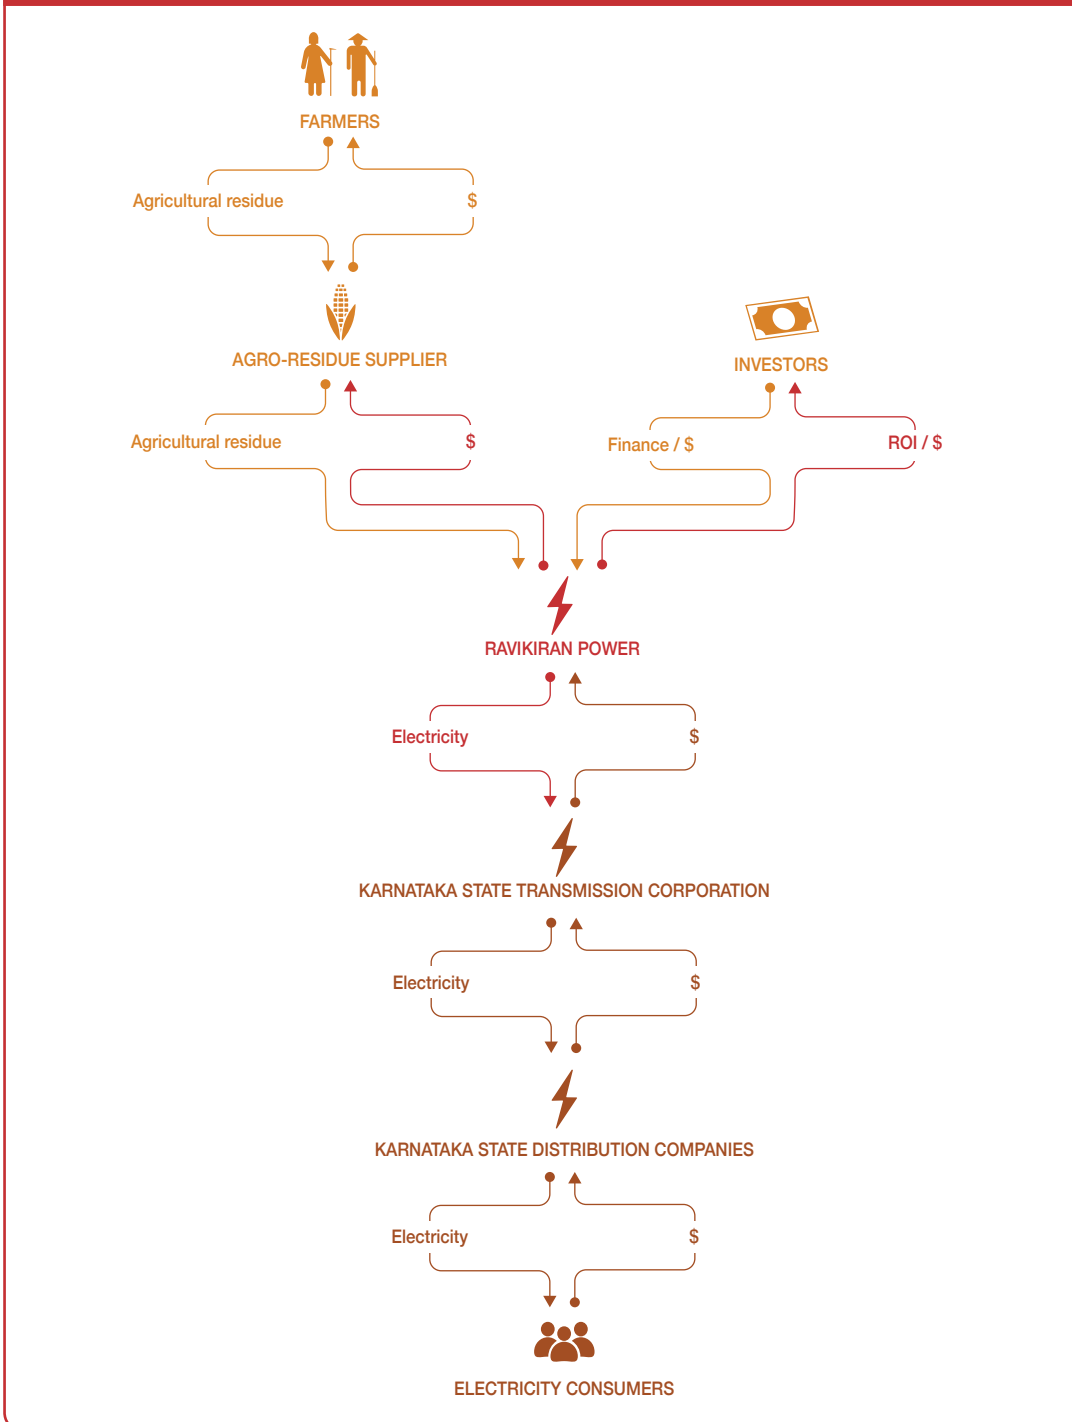 FARMERS
Agricultural residue
$
AGRO-RESIDUE SUPPLIER
INVESTORS
Agricultural residue
$
Finance / $
ROI / $
RAVIKIRAN POWER
Electricity
$
KARNATAKA STATE TRANSMISSION CORPORATION
Electricity
$
KARNATAKA STATE DISTRIBUTION COMPANIES
Electricity
$
ELECTRICITY CONSUMERS